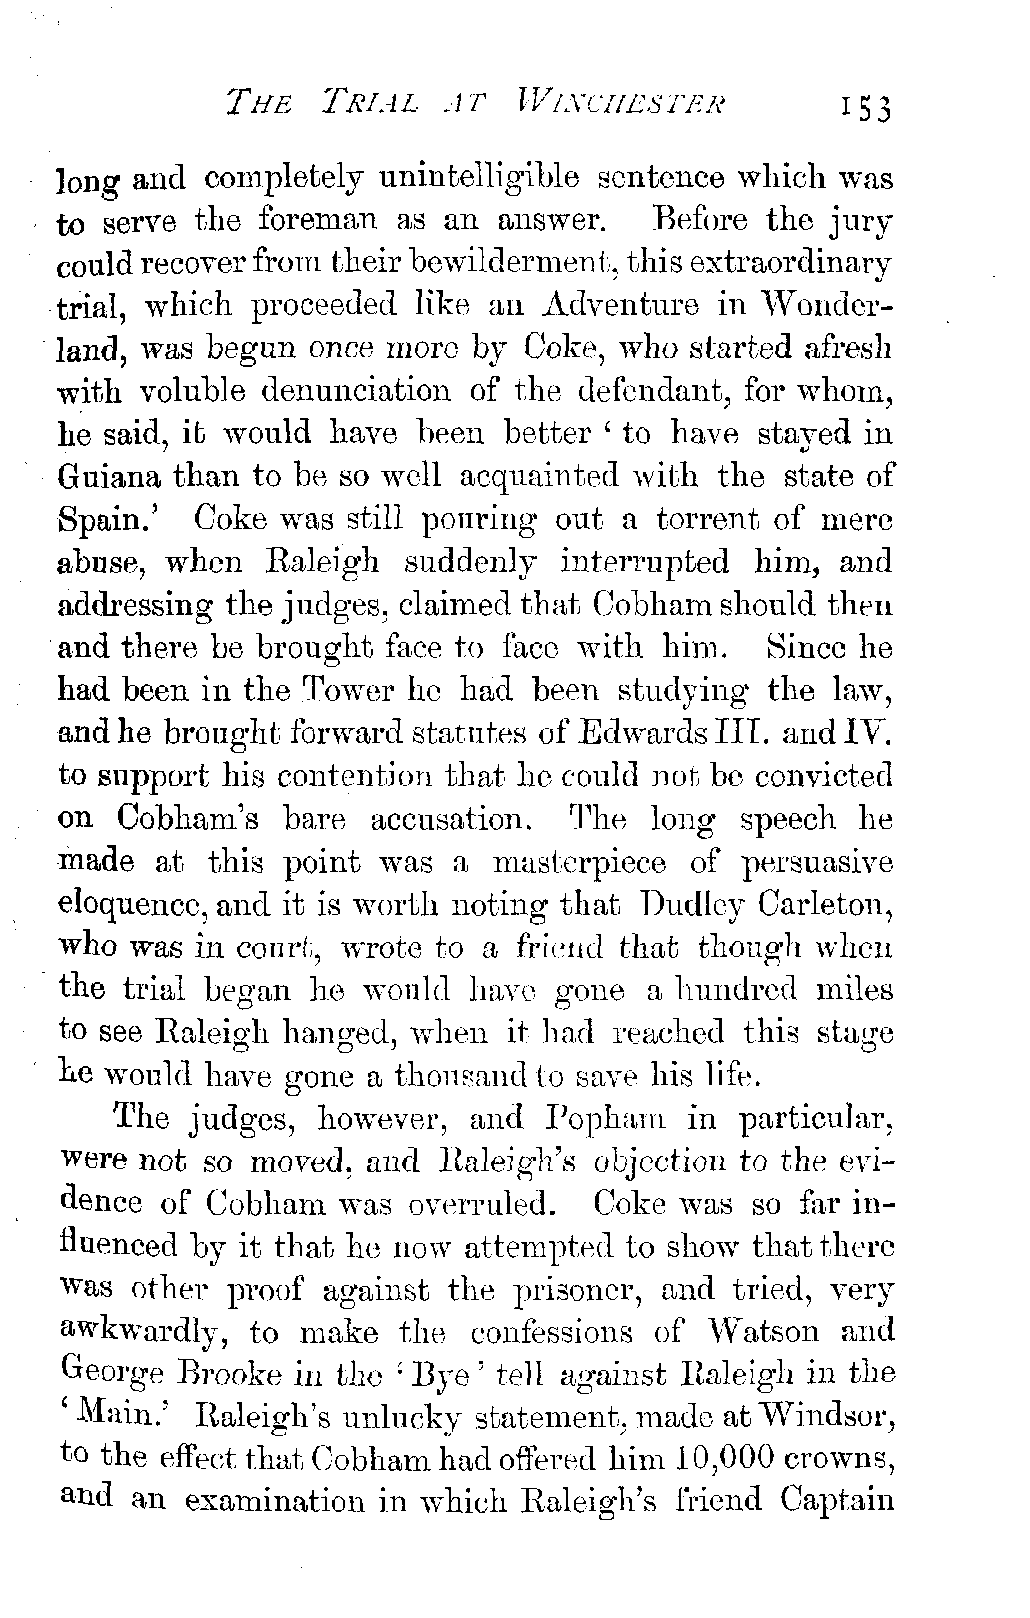 THE TRIAL AT WINCHESTER 153
long and completely unintelligible sentence which was
to serve the foreman as an answer. Before the jury
could recover from their bewilderment, this extraordinary
trial, which proceeded like an Adventure in Wonder-
land, was begun once more by Coke, who started afresh
with voluble denunciation of the defendant, for whom,
he said, it would have been better ‘ to have stayed in
Guiana than to be so well acquainted with the state of
Spain.’ Coke was still pouring out a torrent of mere
abuse, when Raleigh suddenly interrupted him, and
addressing the judges, claimed that Cobham should then
and there be brought face to face with him. Since he
had been in the Tower he had been studying the law,
and he brought forward statutes of Edwards III. and IV.
to support his contention that he could not be convicted
on Cobham’s bare accusation. The long speech he
made at this point was a masterpiece of persuasive
eloquence, and it is worth noting that Dudley Carleton,
who was in court, wrote to a friend that though when
the trial began he would have gone a hundred miles
to see Raleigh hanged, when it had reached this stage
he would have gone a thousand to save his life.
The judges, however, and Popham in particular,
were not so moved, and Raleigh’s objection to the evi-
dence of Cobham was overruled. Coke was so far in-
fluenced by it that he now attempted to show that there
was other proof against the prisoner, and tried, very
awkwardly, to make the confessions of Watson and
George Brooke in the ‘ Bye ’ tell against Raleigh in the
‘ Main.’ Raleigh’s unlucky statement, made at Windsor,
to the effect that Cobham had offered him 10,000 crowns,
and an examination in which Raleigh’s friend Captain